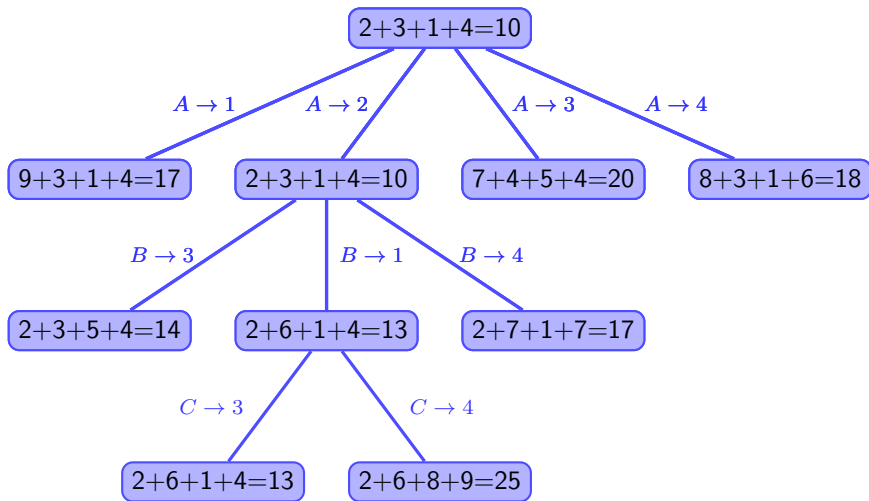 2+3+1+4=10
A → 1
A → 2
A → 3
A → 4
9+3+1+4=17
2+3+1+4=10
7+4+5+4=20
8+3+1+6=18
B → 3
B → 1
B → 4
2+3+5+4=14
2+6+1+4=13
2+7+1+7=17
C → 3
C → 4
2+6+1+4=13
2+6+8+9=25